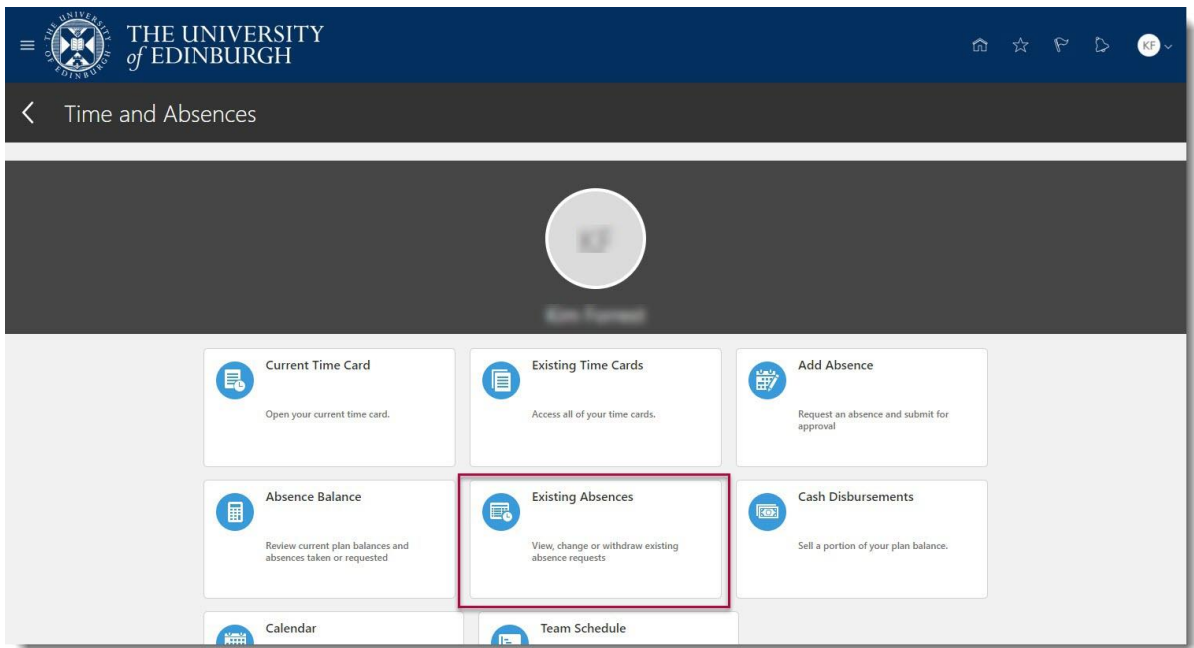 THE UNIVERSITY
of EDINBURGH
KF
Time and Absences
Current Time Card
Open your current time card.
Existing Time Cards
Access all of your time cards.
Add Absence
Request an absence and submit for
approval
Absence Balance
Review current plan balances and
absences taken or requested
Existing Absences
View, change or withdraw existing
absence requests
Cash Disbursements
Sell a portion of your plan balance.
Calendar
Team Schedule